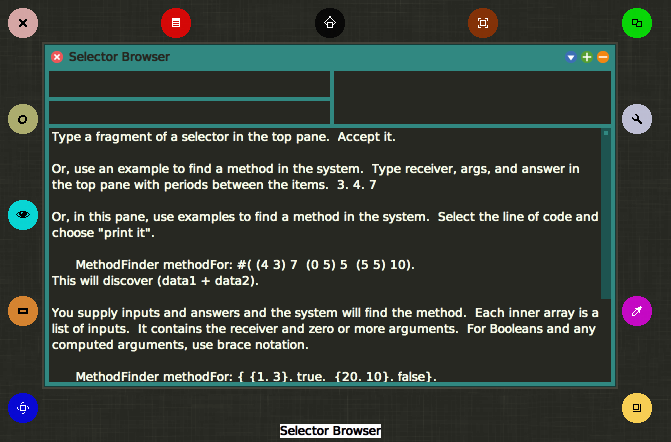 Selector Browser
Type a fragment of a selector in the top pane.  Accept it.
Or, use an example to find a method in the system.  Type receiver, args, and answer in
the top pane with periods between the items.  3. 4. 7
Or, in this pane, use examples to find a method in the system.  Select the line of code and
choose "print it".
MethodFinder methodFor: #( (4 3) 7  (0 5) 5  (5 5) 10).
This will discover (data1 + data2).
You supply inputs and answers and the system will find the method.  Each inner array is a
list of inputs.  It contains the receiver and zero or more arguments.  For Booleans and any
computed arguments, use brace notation.
MethodFinder methodFor: { {1. 3}. true.  {20. 10}. false}.
Selector Browser